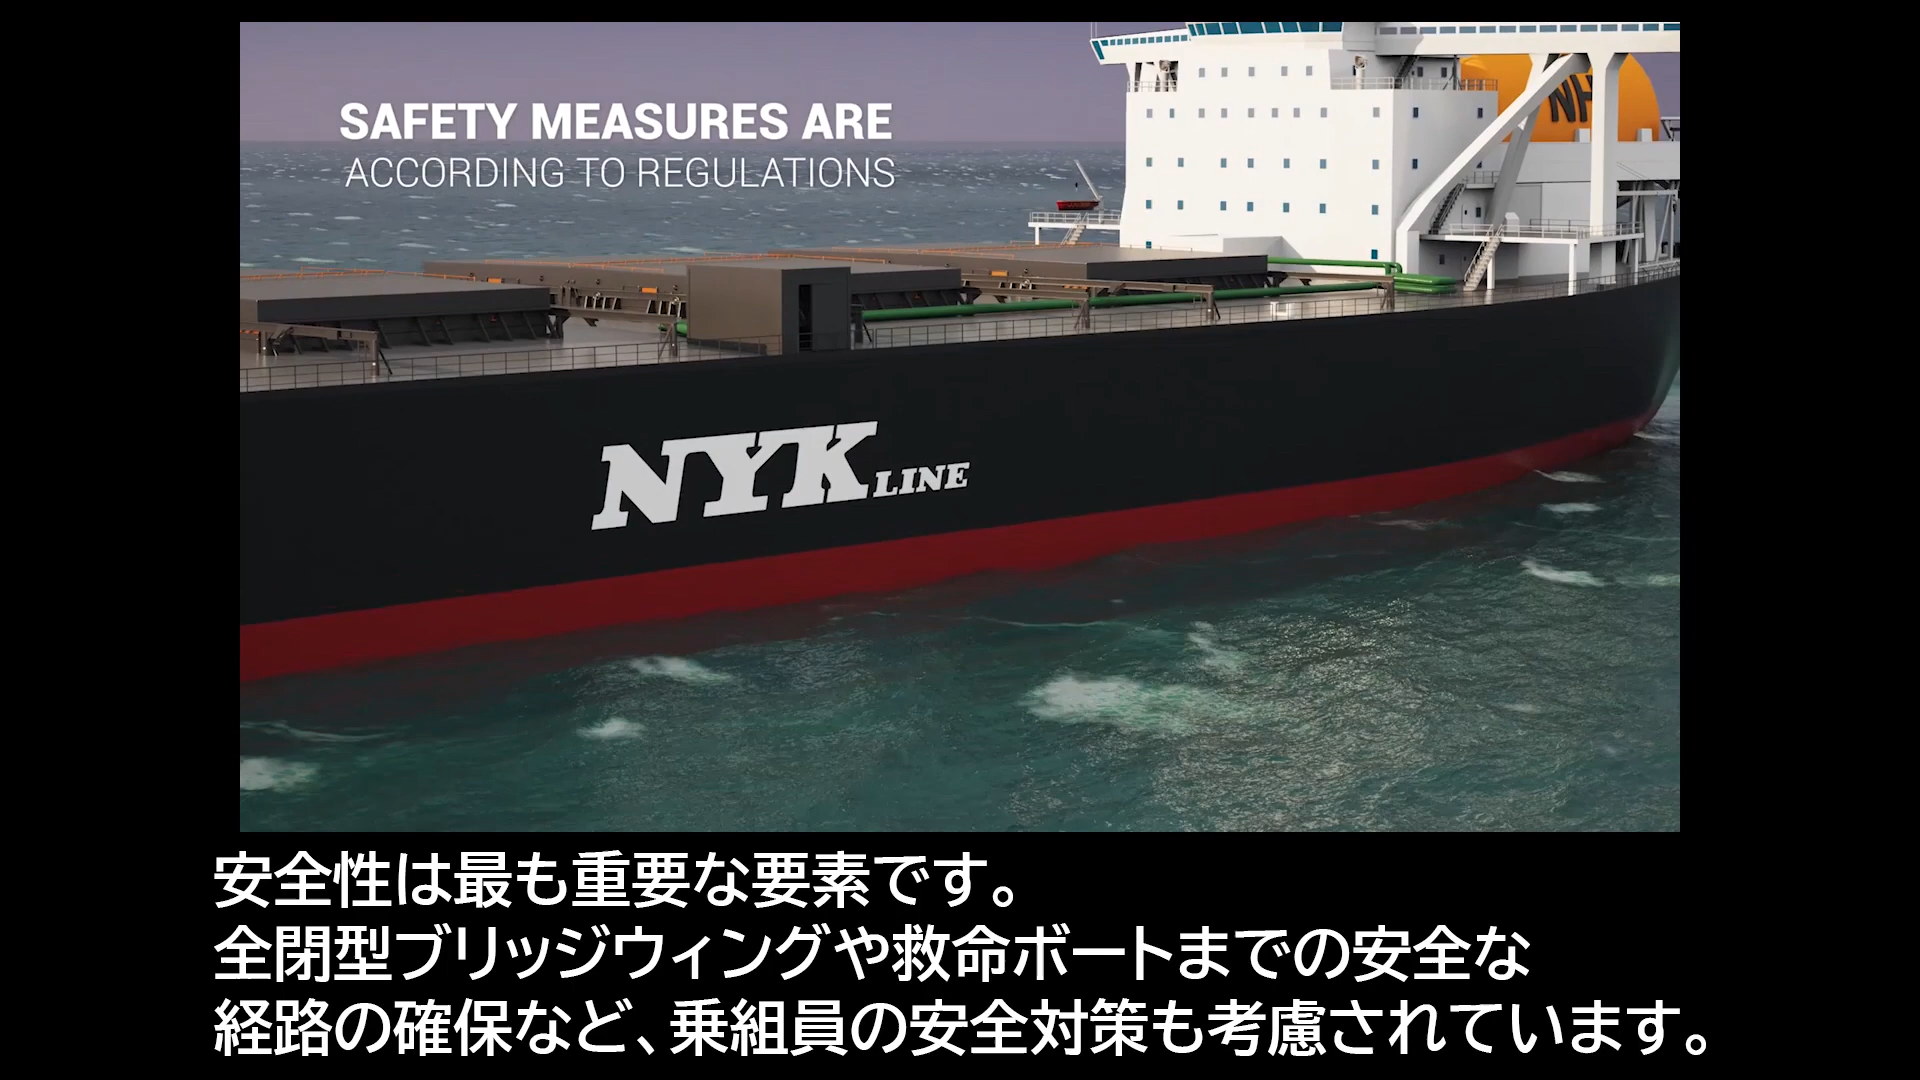 SAFETY MEASURES ARE
ACCORDING TO REGULATIONS
NH
NYK LINE
安全性は最も重要な要素です。
全閉型ブリッジウィングや救命ボートまでの安全な
経路の確保など、乗組員の安全対策も考慮されています。